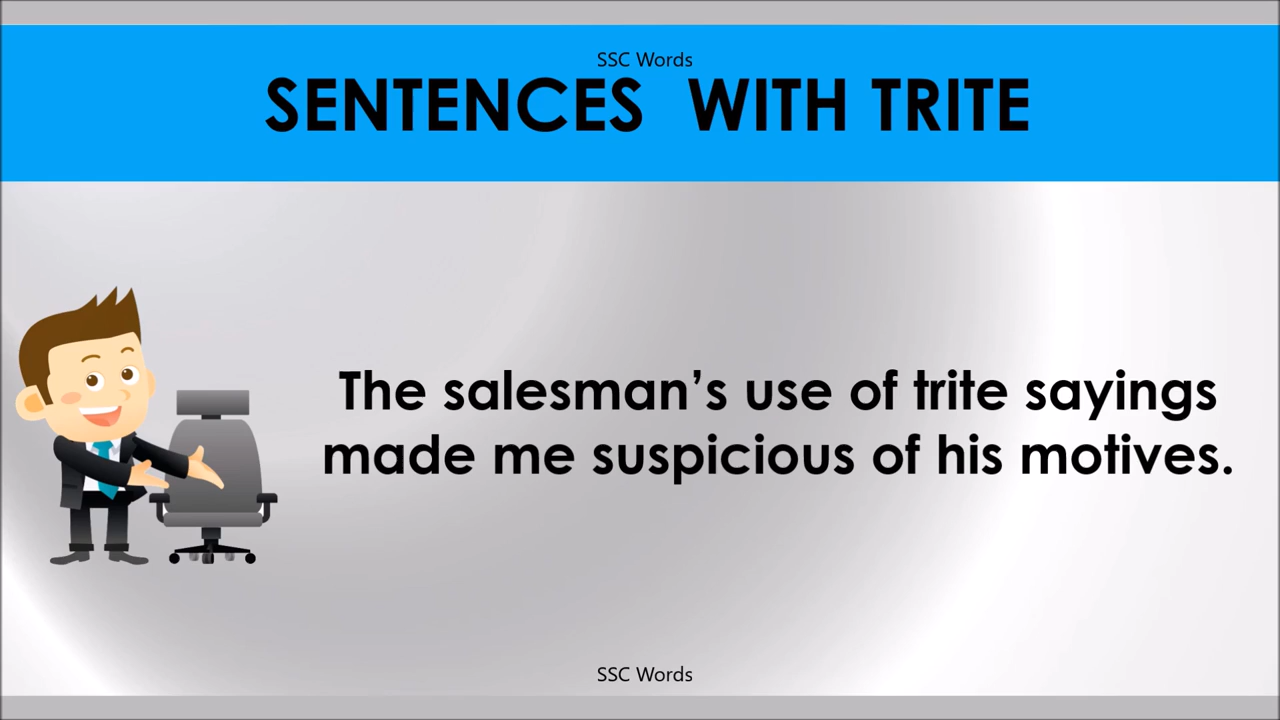 SSC Words
SENTENCES  WITH TRITE
The salesman’s use of trite sayings
made me suspicious of his motives.
SSC Words